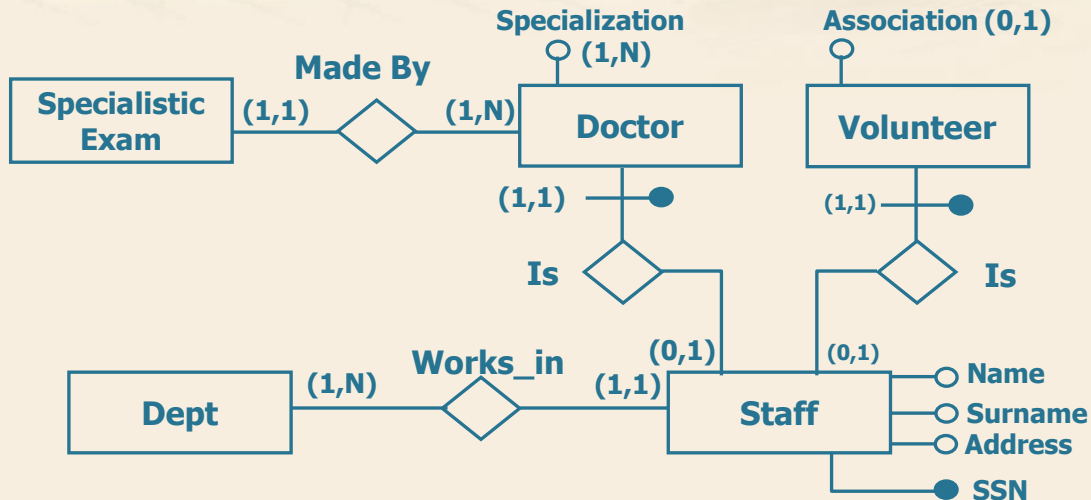 Specialization
(1,N)
Association (0,1)
Made By
Specialistic
Exam
(1,1)
(1,N)
Doctor
Volunteer
(1,1)
(1,1)
Is
Is
(0,1)
(0,1)
Works_in
Dept
(1,N)
(1,1)
Staff
Name
Surname
Address
SSN